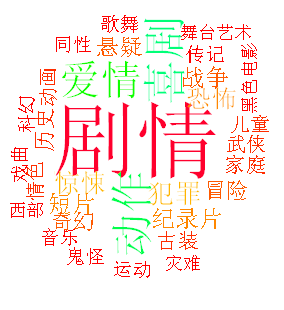 歌舞
同性
悬疑
喜剧
舞台艺术
传记
爱情
战争
恐怖
黑色电影
历史
动画
科幻
剧情
儿童
武侠
家庭
戏曲
情色
惊悚
动作
犯罪
冒险
西部
短片
奇幻
纪录片
音乐
古装
鬼怪
运动
灾难